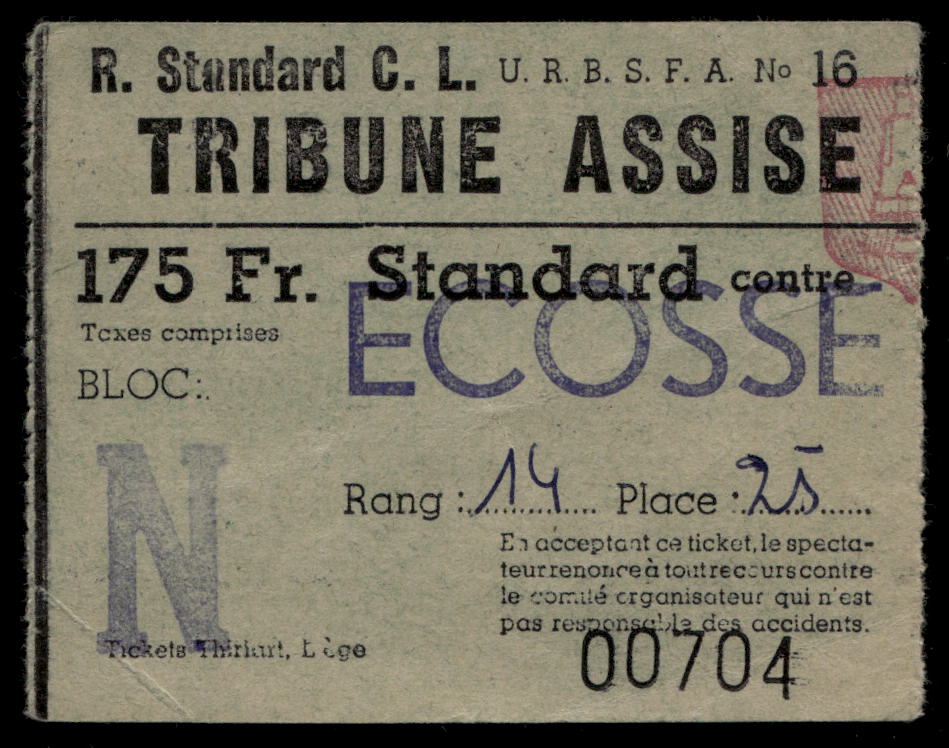 R. Standard C. L. U. R. B. S. F. A. No 16
TRIBUNE ASSISE
175 Fr. Standard contre
ECOSSE
Taxes comprises
BLOC:
N
Rang : 14 Place : 25
En acceptant ce ticket, le specta-
teur renonce à tout recours contre
le comité organisateur qui n'est
pas responsable des accidents.
Tickets Thiriart, Liège
00704